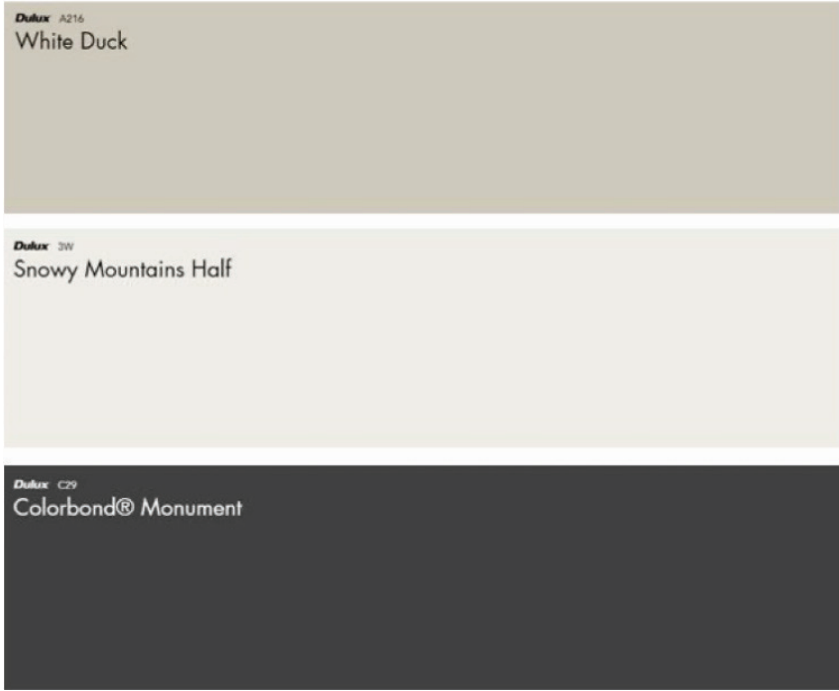 Dulux A216
White Duck
Dulux 3W
Snowy Mountains Half
Dulux C29
Colorbond® Monument